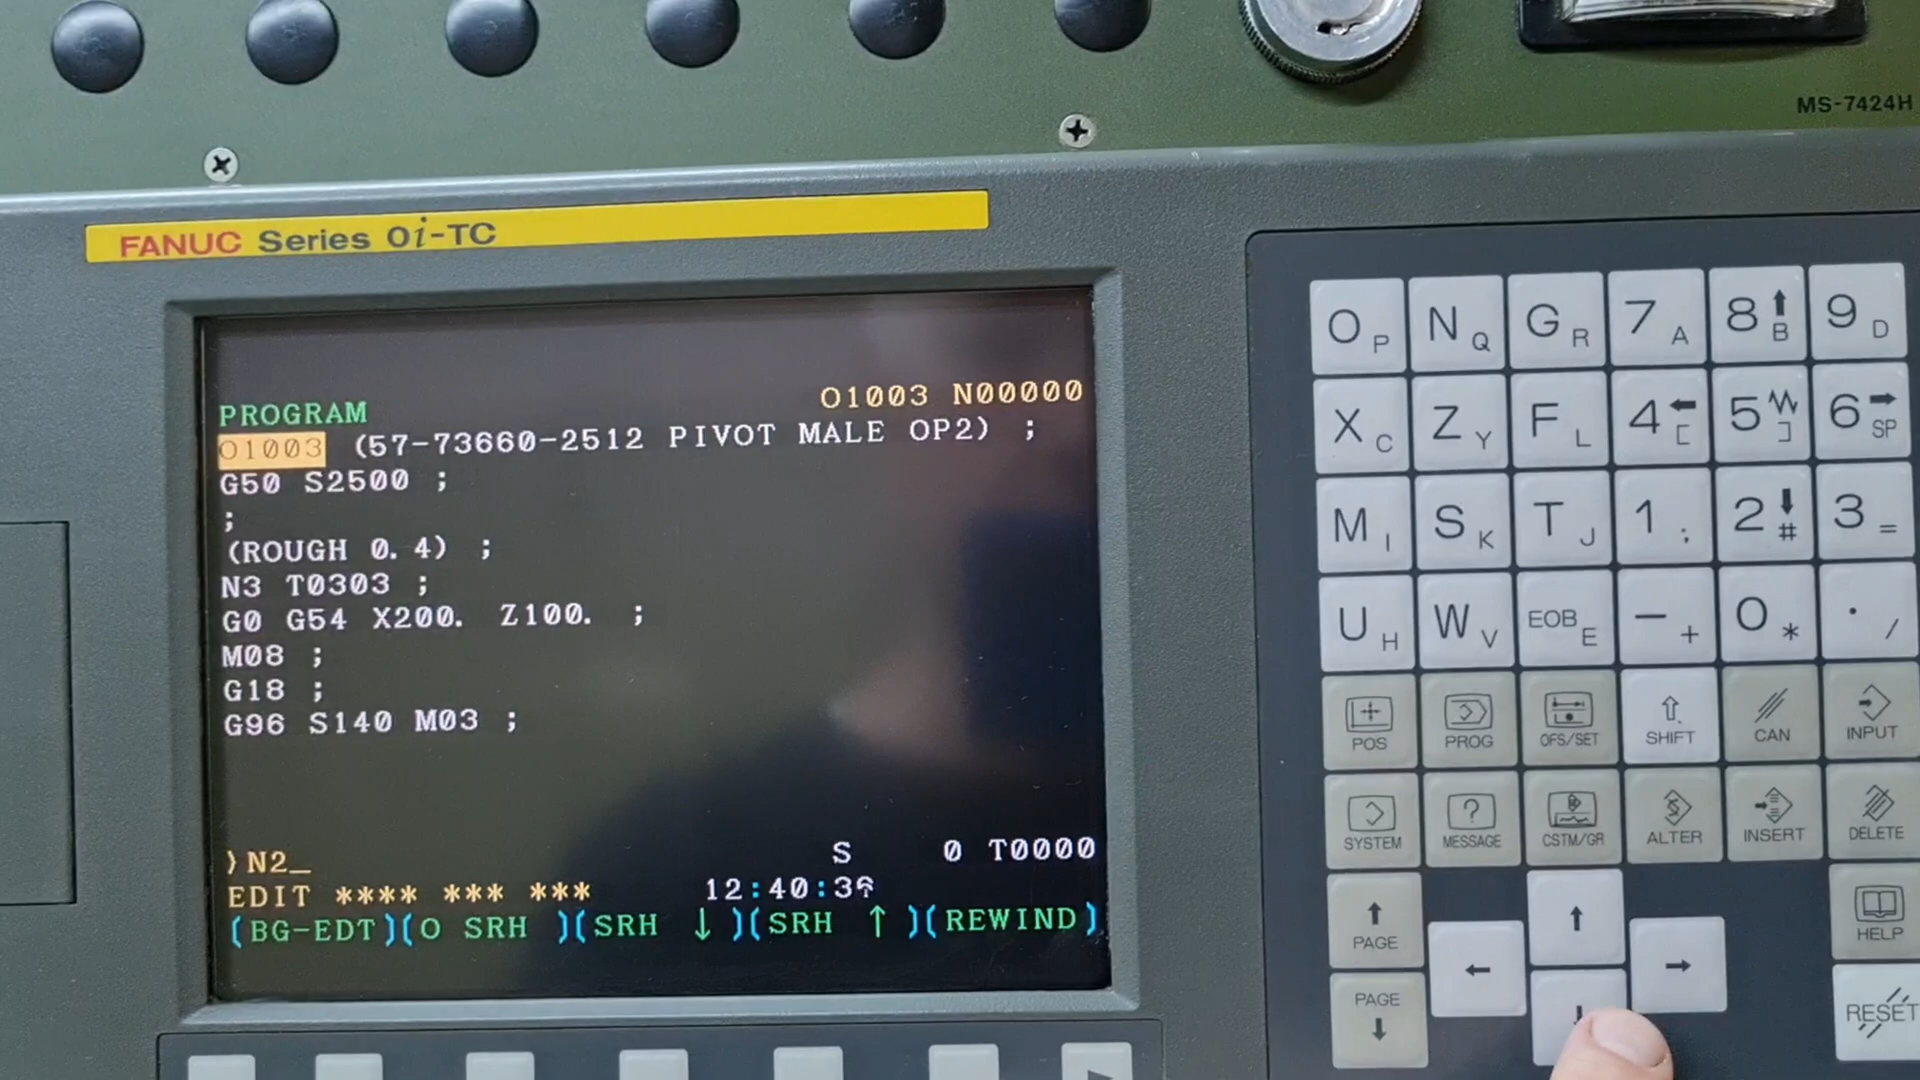 MS-7424H
FANUC Series 0i-TC
PROGRAM O1003 N00000
O1003 (57-73660-2512 PIVOT MALE OP2) ;
G50 S2500 ;
;
(ROUGH 0.4) ;
N3 T0303 ;
G0 G54 X200. Z100. ;
M08 ;
G18 ;
G96 S140 M03 ;
>N2_
S 0 T0000
EDIT **** *** ***
(BG-EDT)(O SRH )(SRH ↓)(SRH ↑)(REWIND)
O P N Q G R 7 A 8 ↑ B 9 D
X C Z Y F L 4 ← [ 5 ] 6 → SP
M I S K T J 1 ; 2 ↓ # 3 =
U H W V EOB E - + 0 * . /
POS PROG OFS/SET ⇧ SHIFT CAN INPUT
SYSTEM ? MESSAGE CSTM/GR ALTER INSERT DELETE
↑ PAGE ↑ HELP
← →
PAGE ↓ RESET